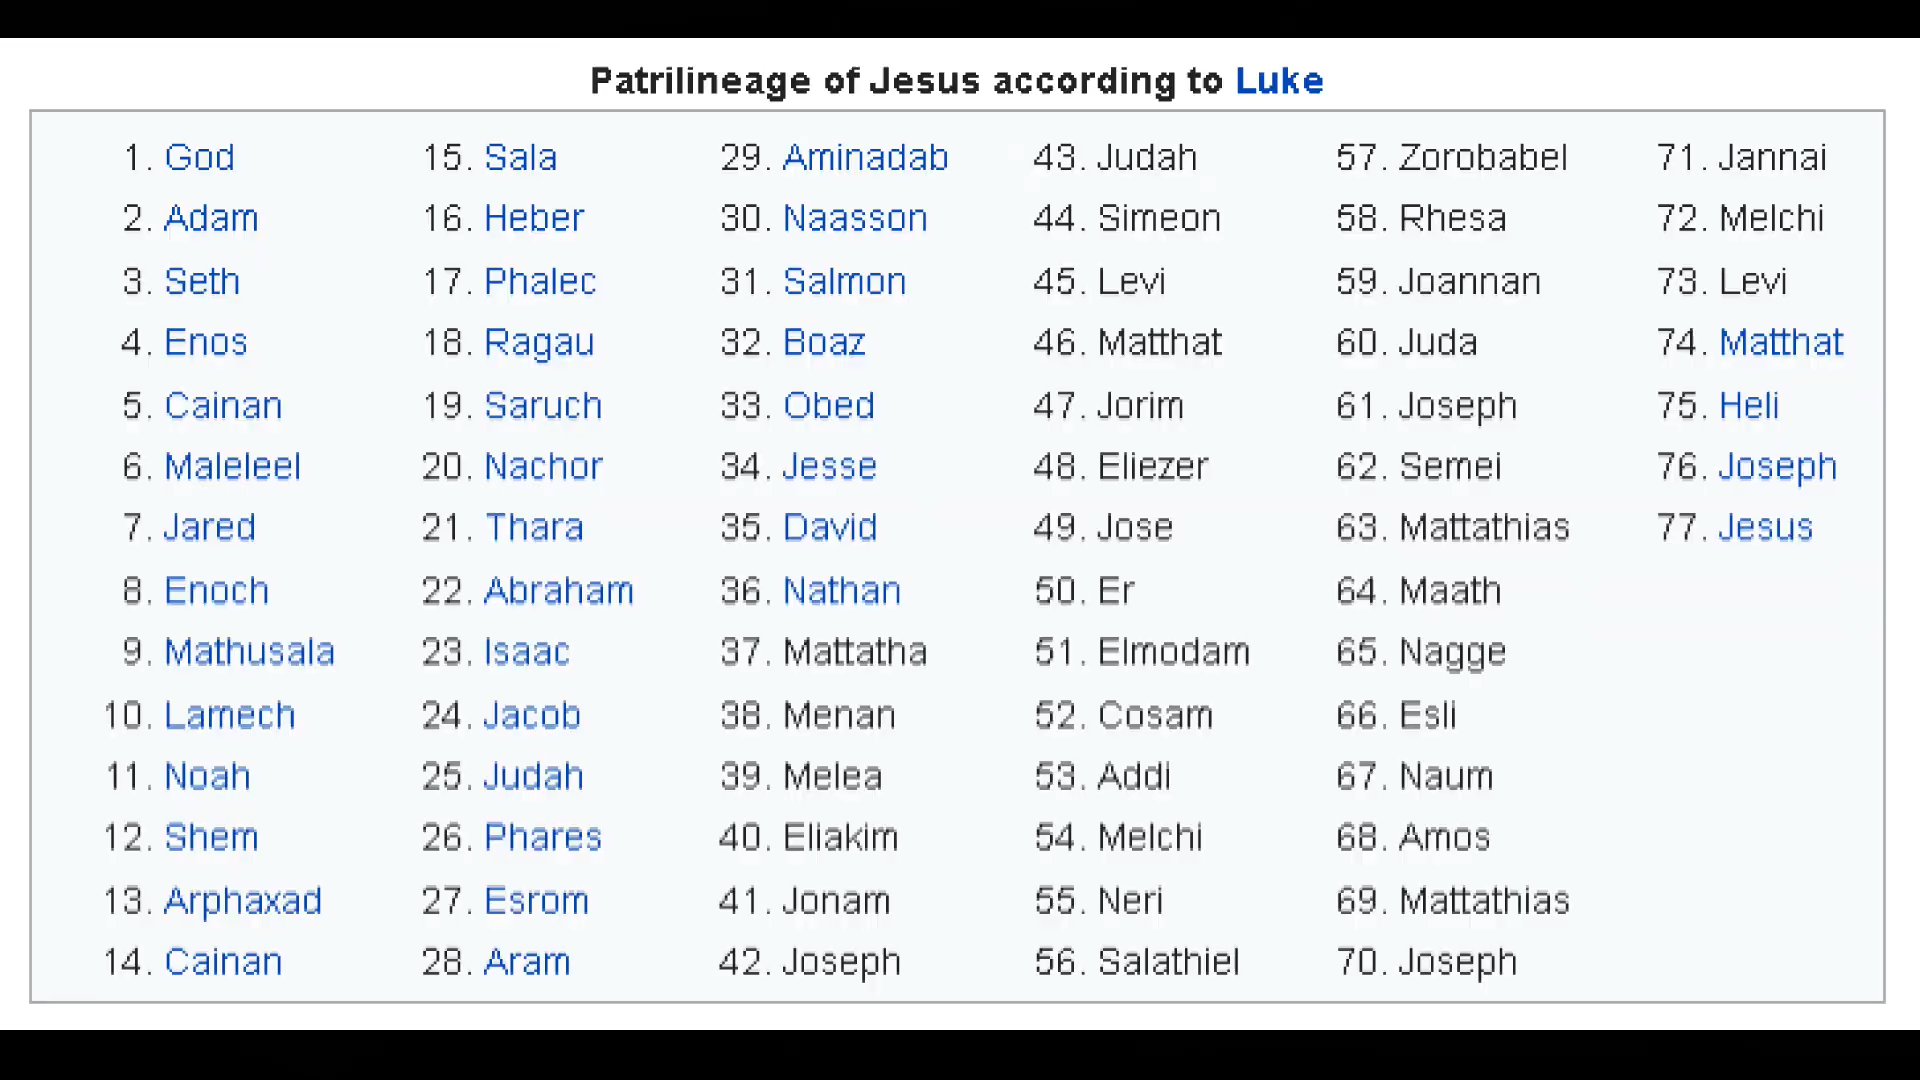 Patrilineage of Jesus according to Luke
1. God
2. Adam
3. Seth
4. Enos
5. Cainan
6. Maleleel
7. Jared
8. Enoch
9. Mathusala
10. Lamech
11. Noah
12. Shem
13. Arphaxad
14. Cainan
15. Sala
16. Heber
17. Phalec
18. Ragau
19. Saruch
20. Nachor
21. Thara
22. Abraham
23. Isaac
24. Jacob
25. Judah
26. Phares
27. Esrom
28. Aram
29. Aminadab
30. Naasson
31. Salmon
32. Boaz
33. Obed
34. Jesse
35. David
36. Nathan
37. Mattatha
38. Menan
39. Melea
40. Eliakim
41. Jonam
42. Joseph
43. Judah
44. Simeon
45. Levi
46. Matthat
47. Jorim
48. Eliezer
49. Jose
50. Er
51. Elmodam
52. Cosam
53. Addi
54. Melchi
55. Neri
56. Salathiel
57. Zorobabel
58. Rhesa
59. Joannan
60. Juda
61. Joseph
62. Semei
63. Mattathias
64. Maath
65. Nagge
66. Esli
67. Naum
68. Amos
69. Mattathias
70. Joseph
71. Jannai
72. Melchi
73. Levi
74. Matthat
75. Heli
76. Joseph
77. Jesus